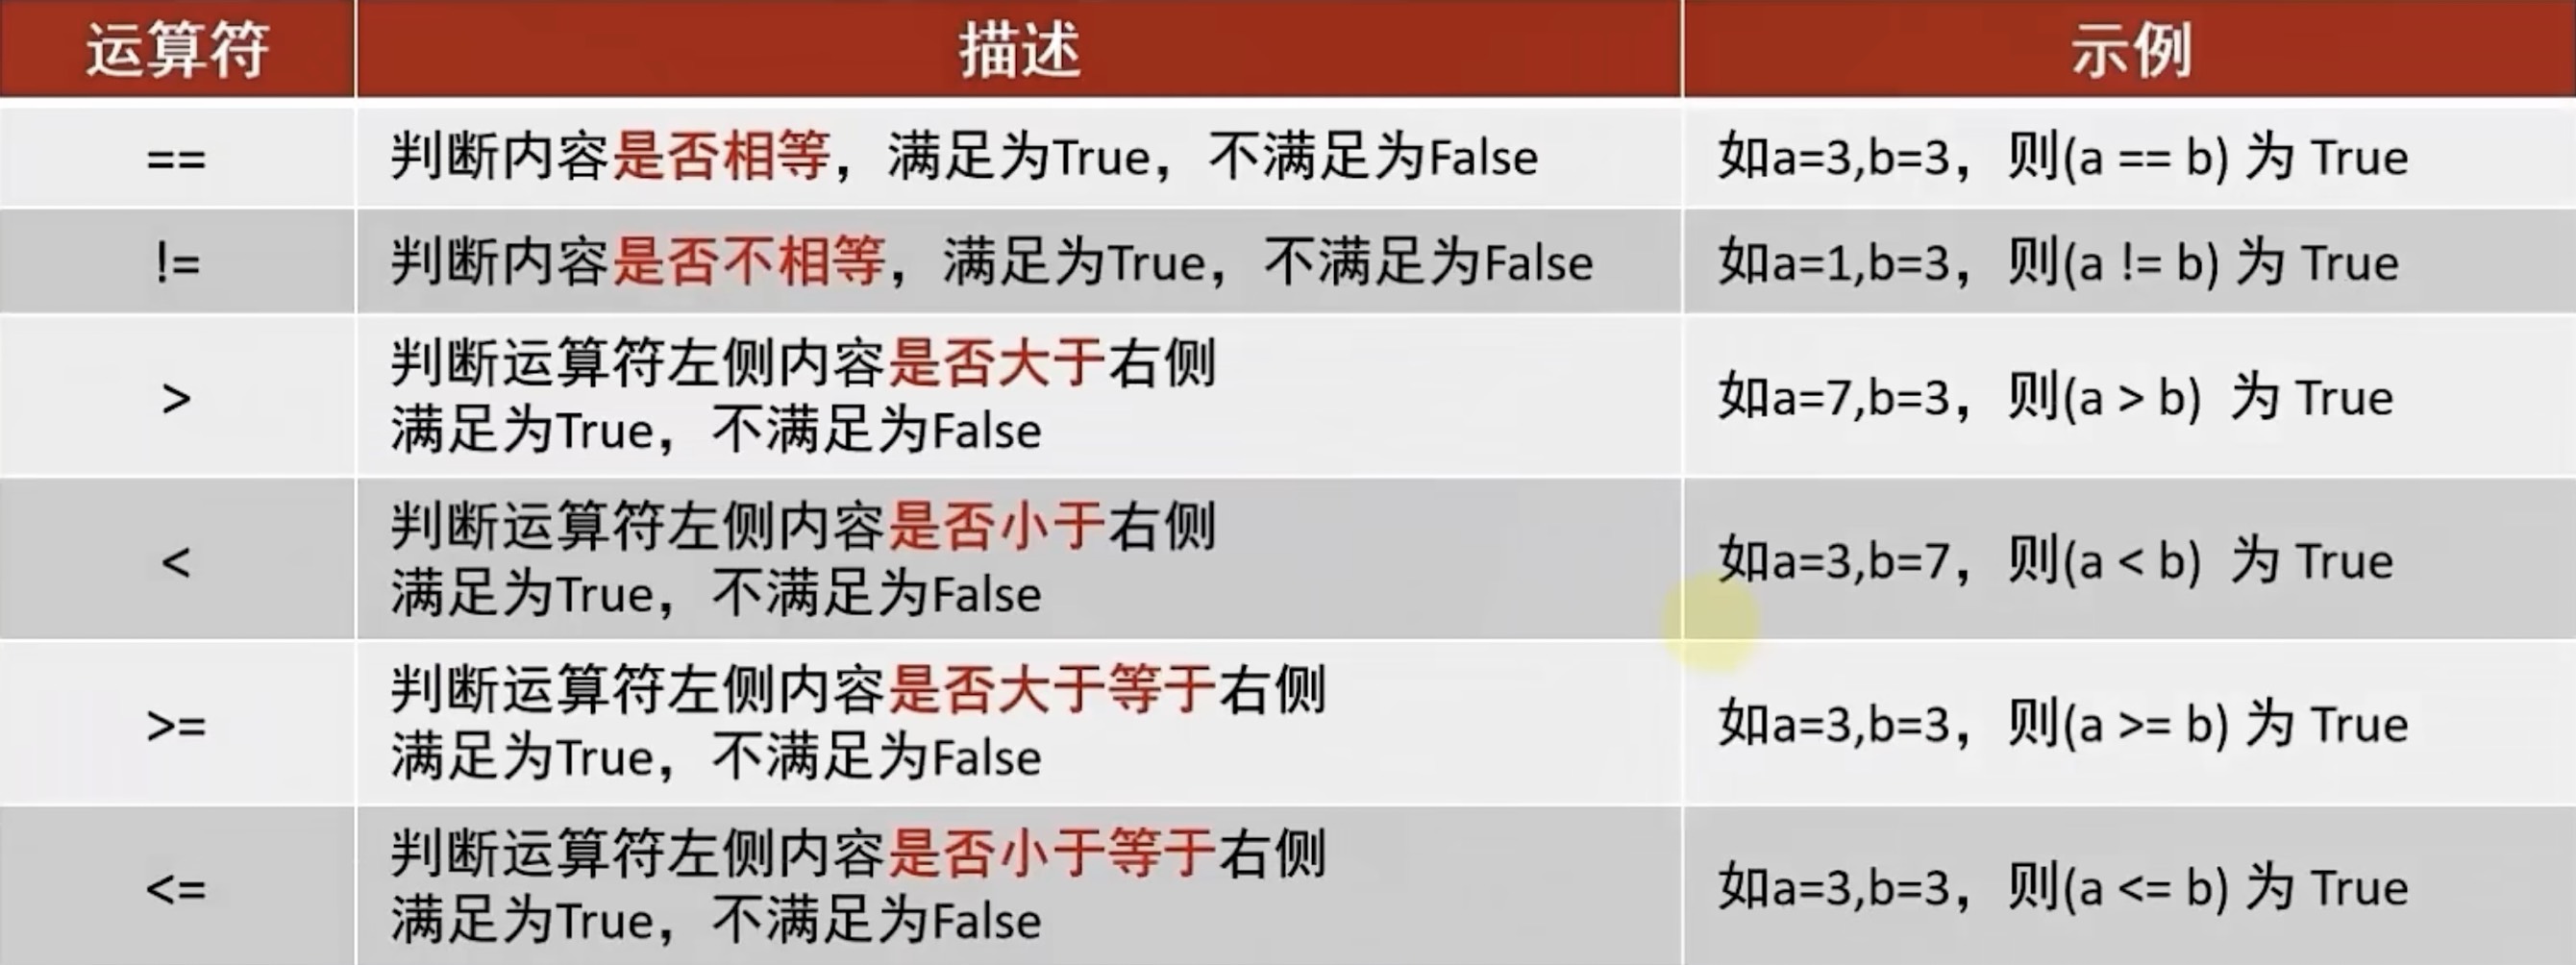 运算符 描述 示例
== 判断内容是否相等，满足为True，不满足为False 如a=3,b=3，则(a == b) 为 True
!= 判断内容是否不相等，满足为True，不满足为False 如a=1,b=3，则(a != b) 为 True
> 判断运算符左侧内容是否大于右侧
满足为True，不满足为False
如a=7,b=3，则(a > b) 为 True
< 判断运算符左侧内容是否小于右侧
满足为True，不满足为False
如a=3,b=7，则(a < b) 为 True
>= 判断运算符左侧内容是否大于等于右侧
满足为True，不满足为False
如a=3,b=3，则(a >= b) 为 True
<= 判断运算符左侧内容是否小于等于右侧
满足为True，不满足为False
如a=3,b=3，则(a <= b) 为 True